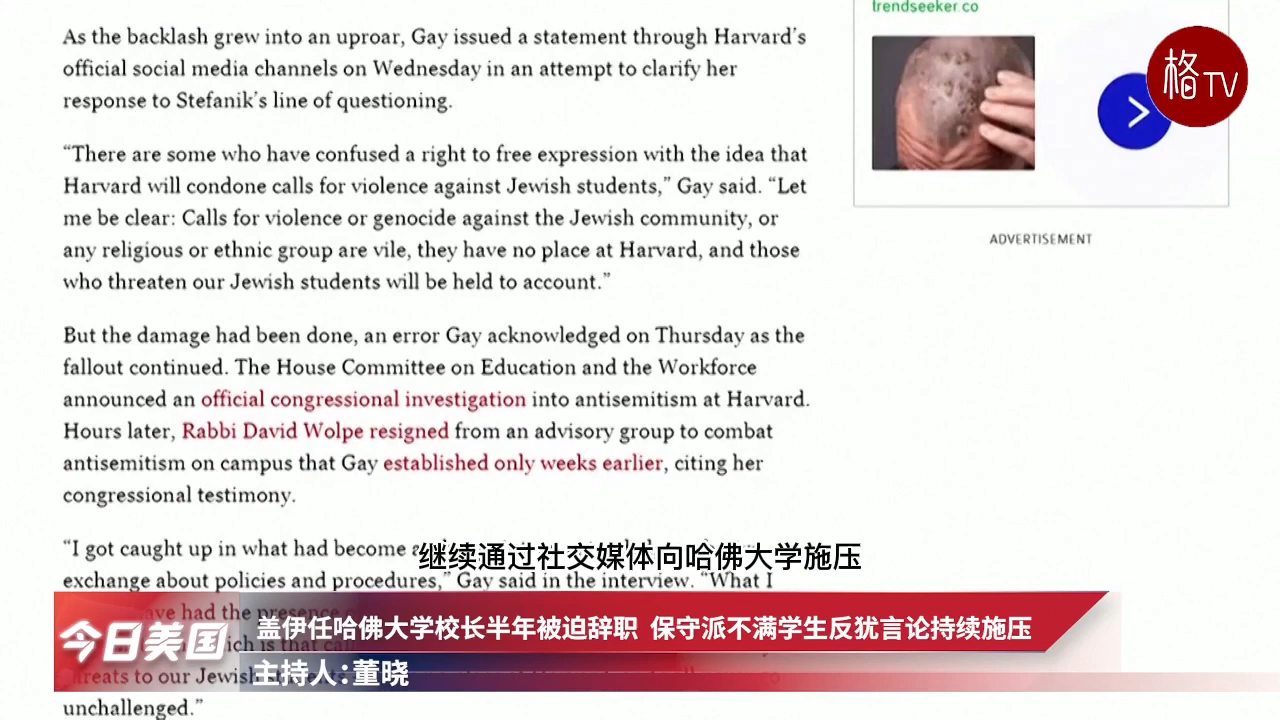 trendseeker.co
格TV
As the backlash grew into an uproar, Gay issued a statement through Harvard's
official social media channels on Wednesday in an attempt to clarify her
response to Stefanik's line of questioning.
“There are some who have confused a right to free expression with the idea that
Harvard will condone calls for violence against Jewish students,” Gay said. “Let
me be clear: Calls for violence or genocide against the Jewish community, or
any religious or ethnic group are vile, they have no place at Harvard, and those
who threaten our Jewish students will be held to account.”
ADVERTISEMENT
But the damage had been done, an error Gay acknowledged on Thursday as the
fallout continued. The House Committee on Education and the Workforce
announced an official congressional investigation into antisemitism at Harvard.
Hours later, Rabbi David Wolpe resigned from an advisory group to combat
antisemitism on campus that Gay established only weeks earlier, citing her
congressional testimony.
“I got caught up in what had become a
继续通过社交媒体向哈佛大学施压
exchange about policies and procedures,” Gay said in the interview. “What I
ave had the presence
今日美国
盖伊任哈佛大学校长半年被迫辞职 保守派不满学生反犹言论持续施压
ich is that
主持人:董晓
reats to our Jewish
unchallenged.”